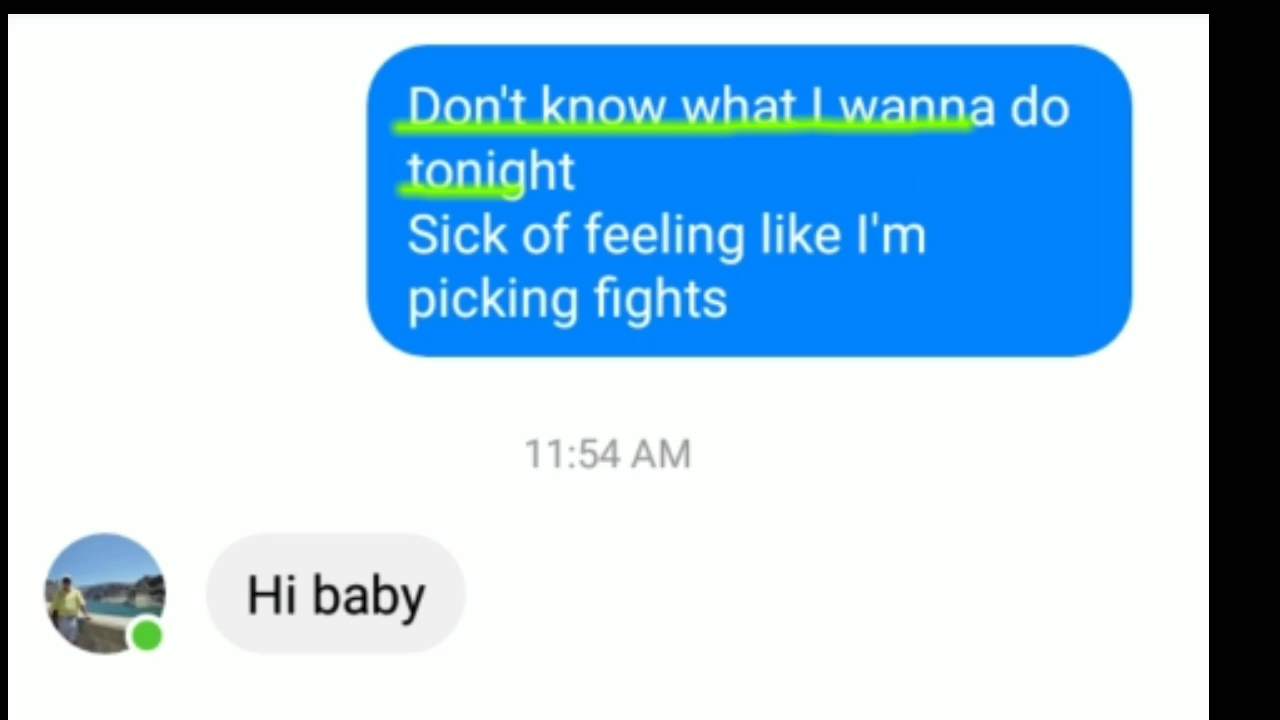 Don't know what I wanna do
tonight
Sick of feeling like I'm
picking fights
11:54 AM
Hi baby